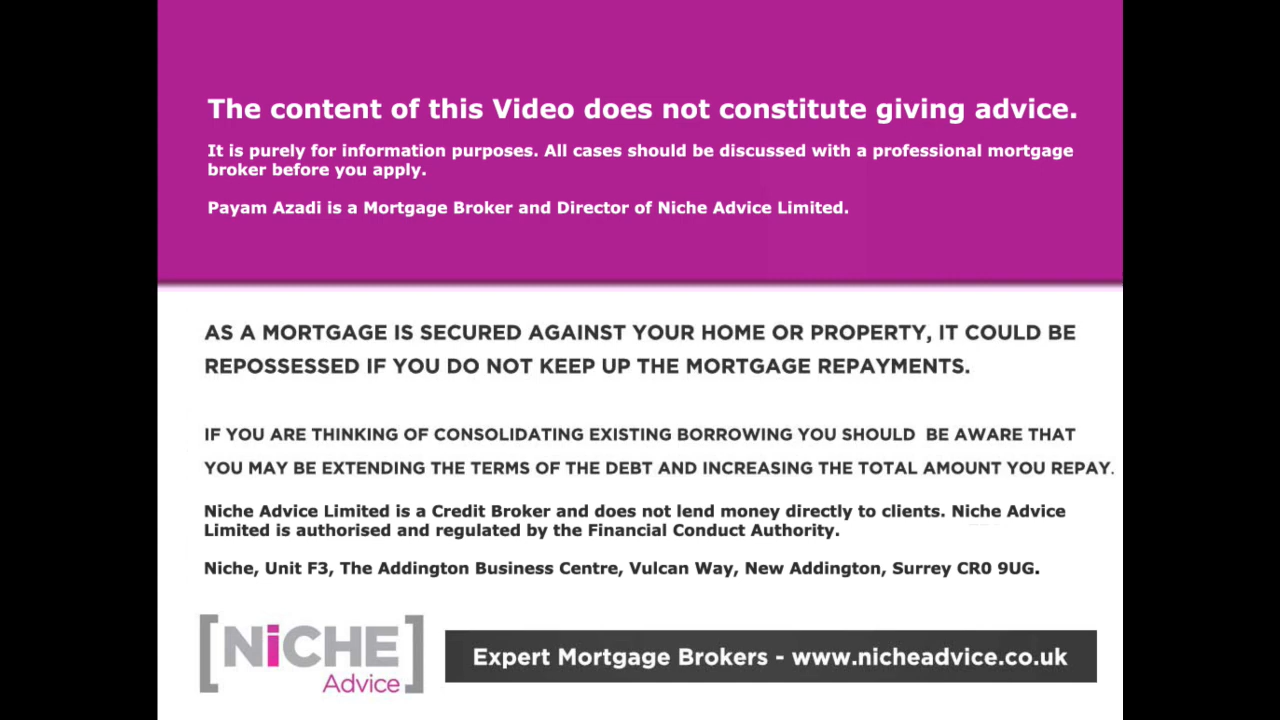 The content of this Video does not constitute giving advice.
It is purely for information purposes. All cases should be discussed with a professional mortgage
broker before you apply.
Payam Azadi is a Mortgage Broker and Director of Niche Advice Limited.
AS A MORTGAGE IS SECURED AGAINST YOUR HOME OR PROPERTY, IT COULD BE
REPOSSESSED IF YOU DO NOT KEEP UP THE MORTGAGE REPAYMENTS.
IF YOU ARE THINKING OF CONSOLIDATING EXISTING BORROWING YOU SHOULD BE AWARE THAT
YOU MAY BE EXTENDING THE TERMS OF THE DEBT AND INCREASING THE TOTAL AMOUNT YOU REPAY.
Niche Advice Limited is a Credit Broker and does not lend money directly to clients. Niche Advice
Limited is authorised and regulated by the Financial Conduct Authority.
Niche, Unit F3, The Addington Business Centre, Vulcan Way, New Addington, Surrey CR0 9UG.
[NiCHE
Advice]
Expert Mortgage Brokers - www.nicheadvice.co.uk